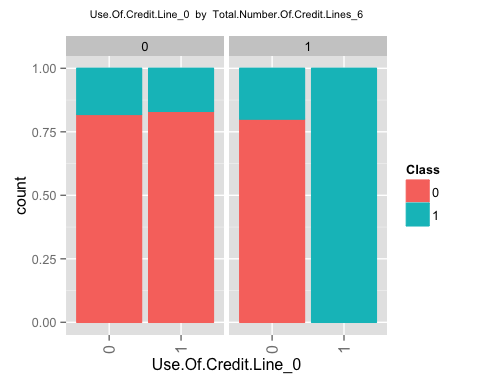 Use.Of.Credit.Line_0 by Total.Number.Of.Credit.Lines_6
0 1
1.00
0.75
0.50
0.25
0.00
count
0 1 0 1
Use.Of.Credit.Line_0
Class
0
1